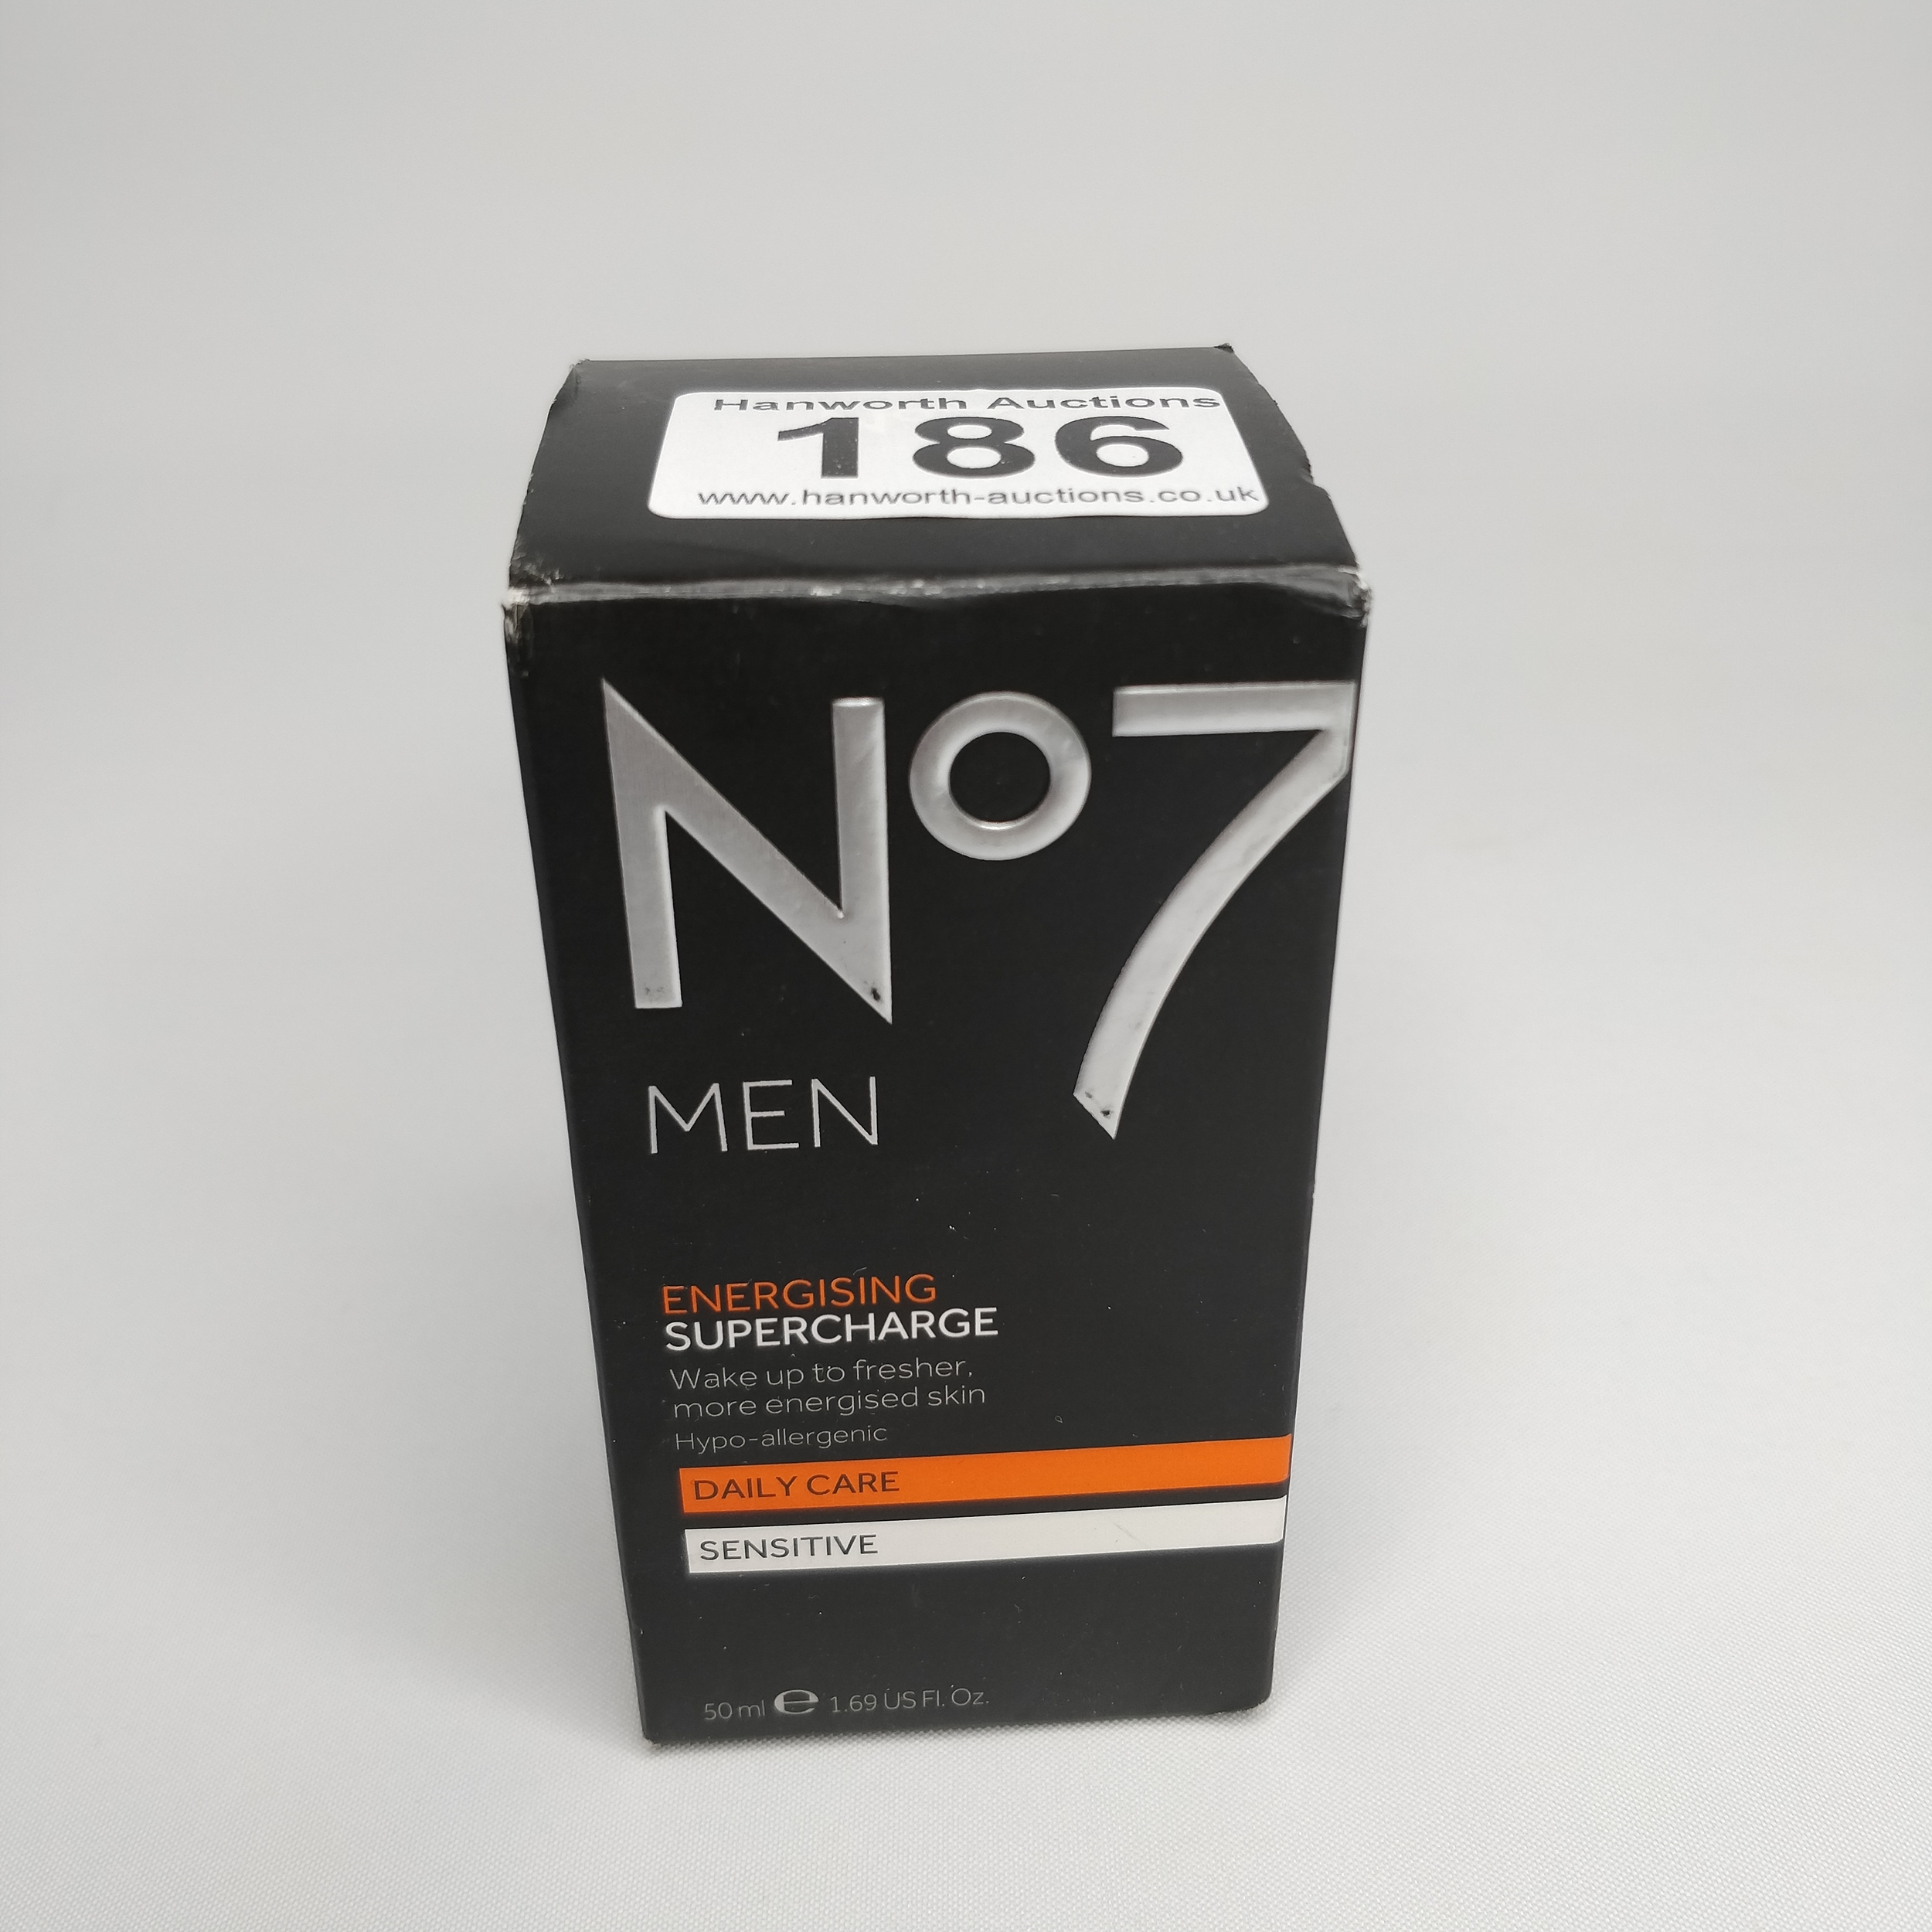 Hanworth Auctions
186
www.hanworth-auctions.co.uk
Nº7
MEN
ENERGISING
SUPERCHARGE
Wake up to fresher,
more energised skin
Hypo-allergenic
DAILY CARE
SENSITIVE
50 ml ℮ 1.69 US Fl. Oz.